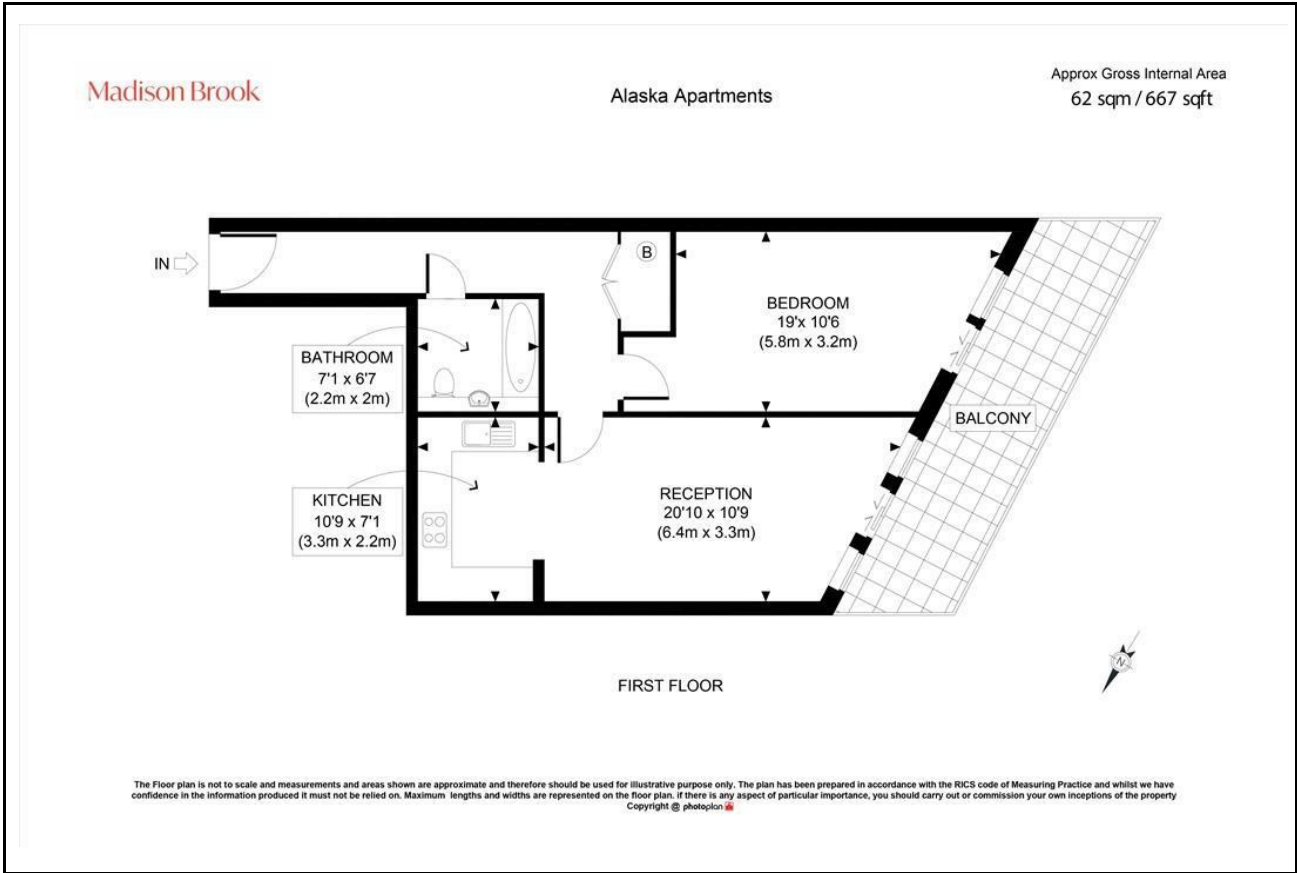 Madison Brook
Alaska Apartments
Approx Gross Internal Area
62 sqm / 667 sqft
IN
B
BEDROOM
19'x 10'6
(5.8m x 3.2m)
BATHROOM
7'1 x 6'7
(2.2m x 2m)
BALCONY
KITCHEN
10'9 x 7'1
(3.3m x 2.2m)
RECEPTION
20'10 x 10'9
(6.4m x 3.3m)
N
FIRST FLOOR
The Floor plan is not to scale and measurements and areas shown are approximate and therefore should be used for illustrative purpose only. The plan has been prepared in accordance with the RICS code of Measuring Practice and whilst we have
confidence in the information produced it must not be relied on. Maximum lengths and widths are represented on the floor plan. if there is any aspect of particular importance, you should carry out or commission your own inceptions of the property
Copyright @ photoplan